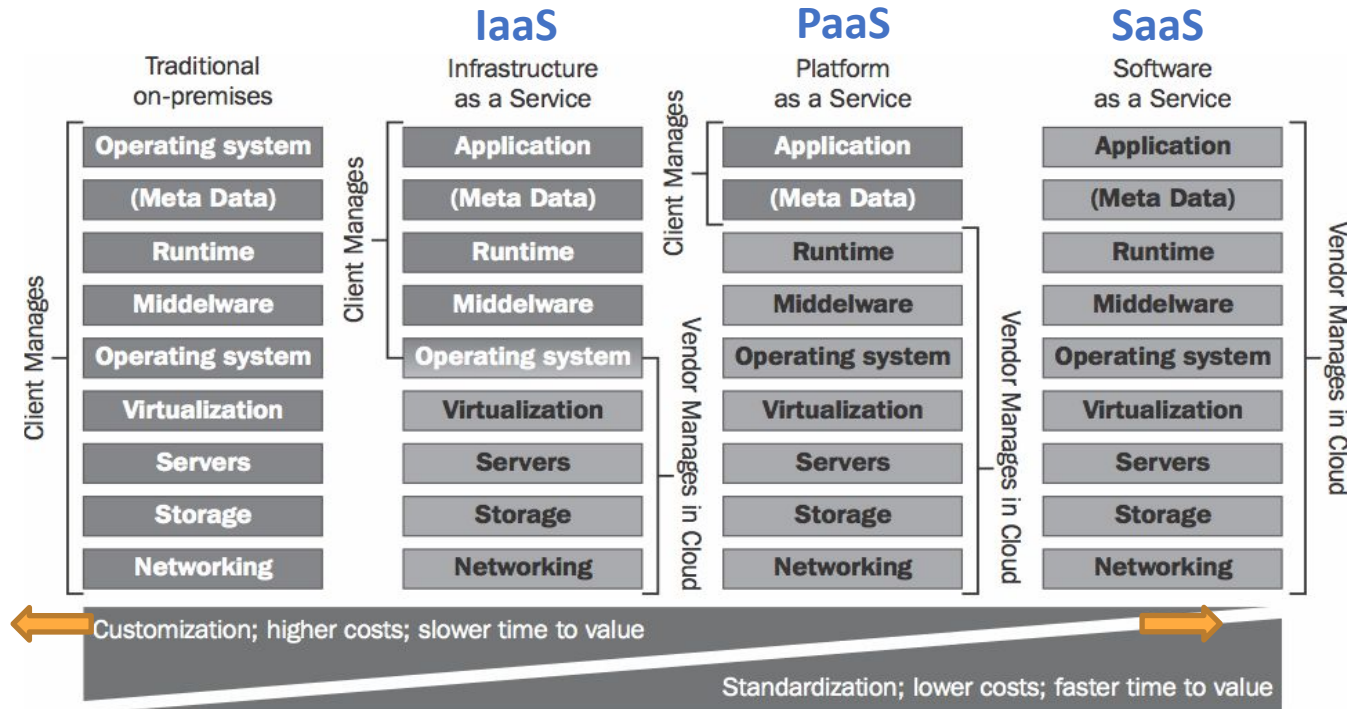 IaaS
PaaS
SaaS
Traditional
on-premises
Infrastructure
as a Service
Platform
as a Service
Software
as a Service
Client Manages
Operating system
(Meta Data)
Runtime
Middelware
Operating system
Virtualization
Servers
Storage
Networking
Client Manages
Application
(Meta Data)
Runtime
Middelware
Operating system
Virtualization
Servers
Storage
Networking
Vendor Manages in Cloud
Client Manages
Application
(Meta Data)
Runtime
Middelware
Operating system
Virtualization
Servers
Storage
Networking
Vendor Manages in Cloud
Application
(Meta Data)
Runtime
Middelware
Operating system
Virtualization
Servers
Storage
Networking
Vendor Manages in Cloud
Customization; higher costs; slower time to value
Standardization; lower costs; faster time to value